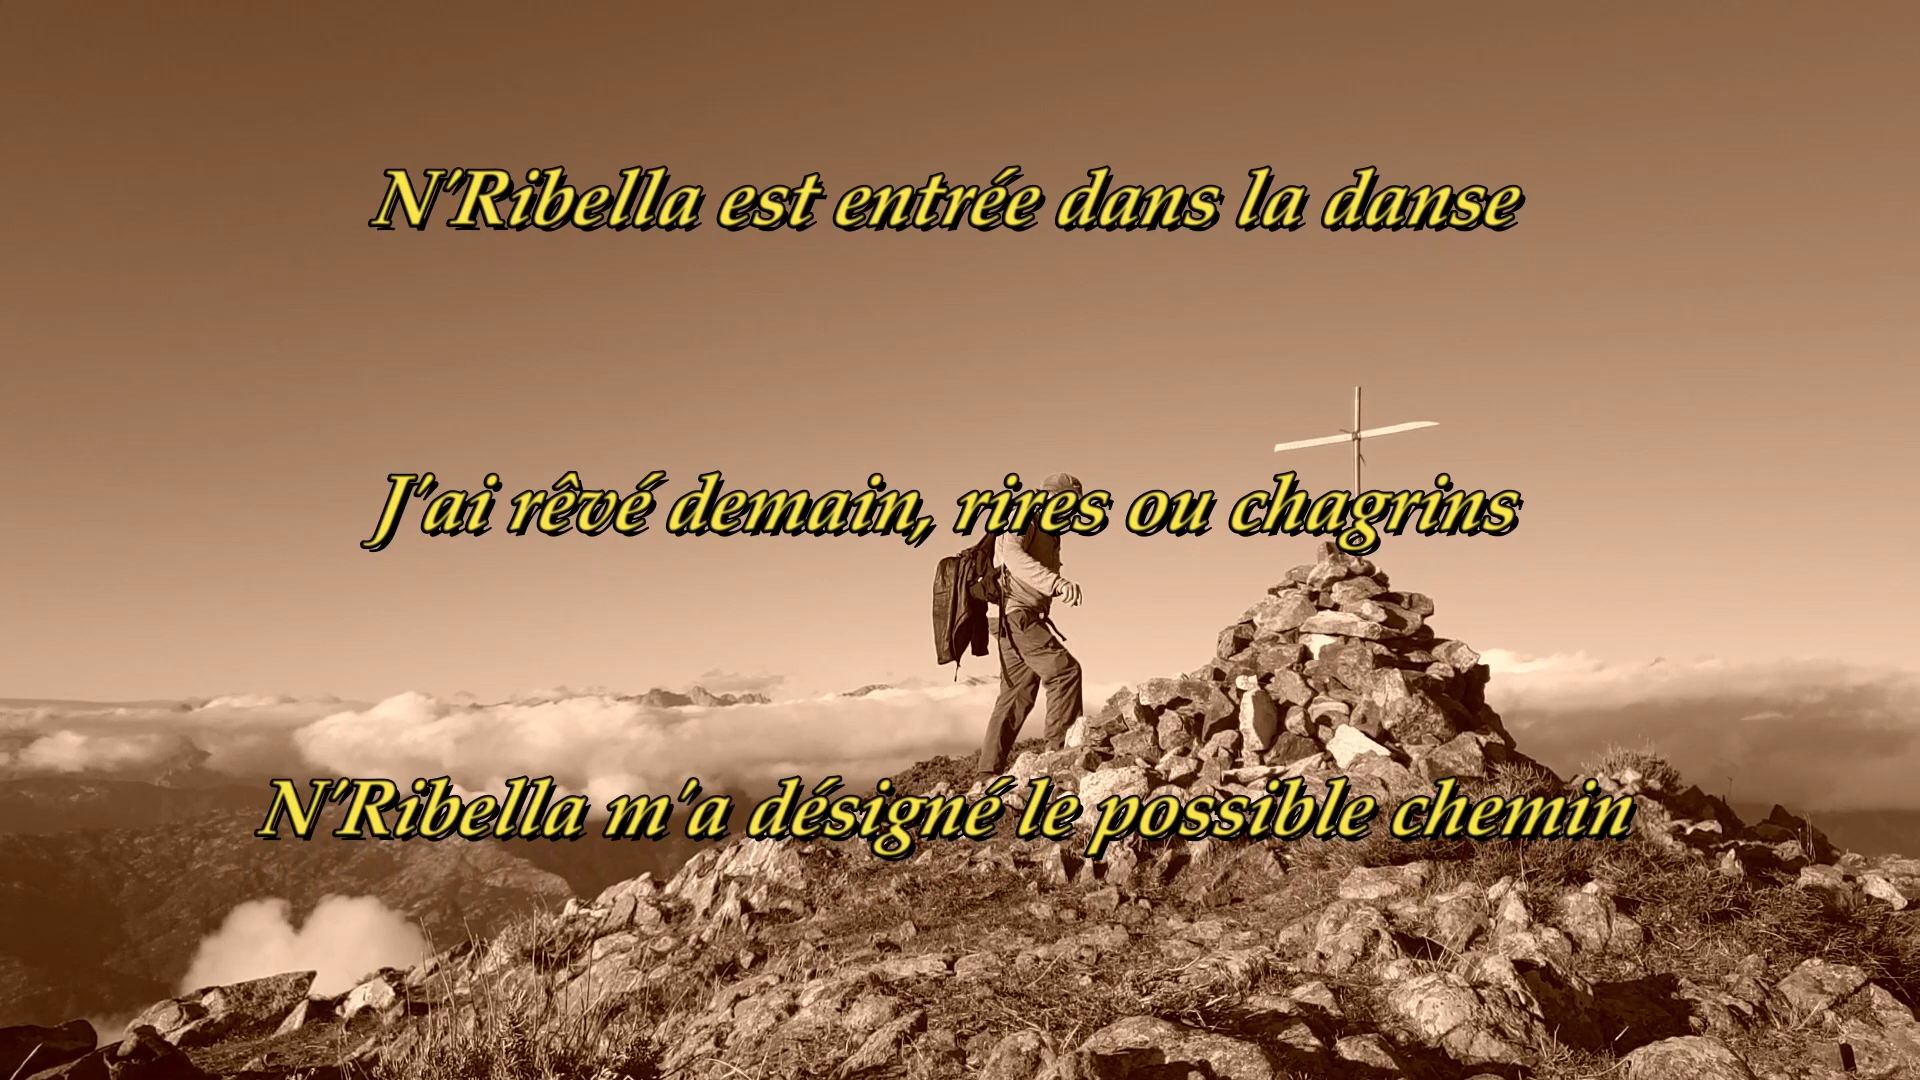 N'Ribella est entrée dans la danse
J'ai rêvé demain, rires ou chagrins
N'Ribella m'a désigné le possible chemin